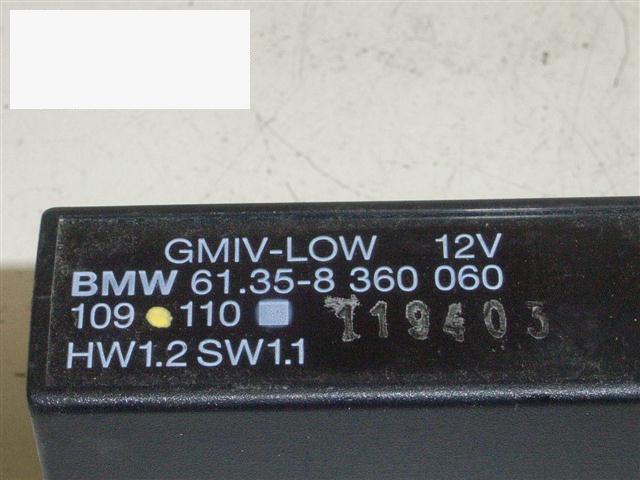 GMIV-LOW 12V
BMW 61.35-8 360 060
109 110 119403
HW1.2 SW1.1